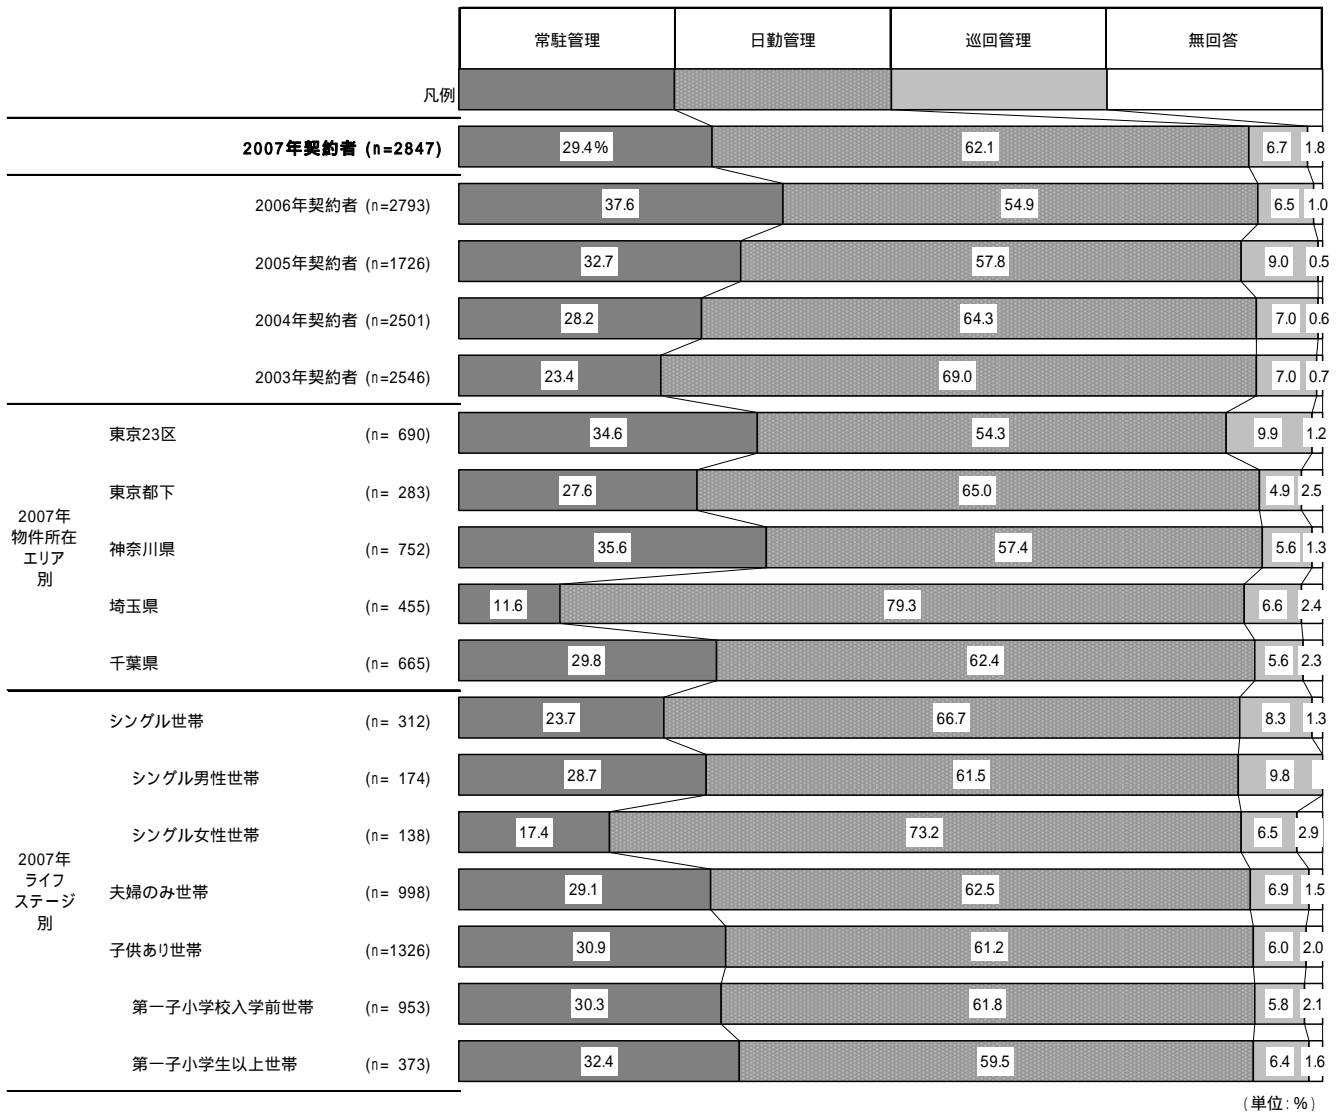 常駐管理 日勤管理 巡回管理 無回答
凡例
2007年契約者 (n=2847) 29.4% 62.1 6.7 1.8
2006年契約者 (n=2793) 37.6 54.9 6.5 1.0
2005年契約者 (n=1726) 32.7 57.8 9.0 0.5
2004年契約者 (n=2501) 28.2 64.3 7.0 0.6
2003年契約者 (n=2546) 23.4 69.0 7.0 0.7
2007年
物件所在
エリア
別
東京23区 (n= 690) 34.6 54.3 9.9 1.2
東京都下 (n= 283) 27.6 65.0 4.9 2.5
神奈川県 (n= 752) 35.6 57.4 5.6 1.3
埼玉県 (n= 455) 11.6 79.3 6.6 2.4
千葉県 (n= 665) 29.8 62.4 5.6 2.3
2007年
ライフ
ステージ
別
シングル世帯 (n= 312) 23.7 66.7 8.3 1.3
シングル男性世帯 (n= 174) 28.7 61.5 9.8
シングル女性世帯 (n= 138) 17.4 73.2 6.5 2.9
夫婦のみ世帯 (n= 998) 29.1 62.5 6.9 1.5
子供あり世帯 (n=1326) 30.9 61.2 6.0 2.0
第一子小学校入学前世帯 (n= 953) 30.3 61.8 5.8 2.1
第一子小学生以上世帯 (n= 373) 32.4 59.5 6.4 1.6
(単位:%)